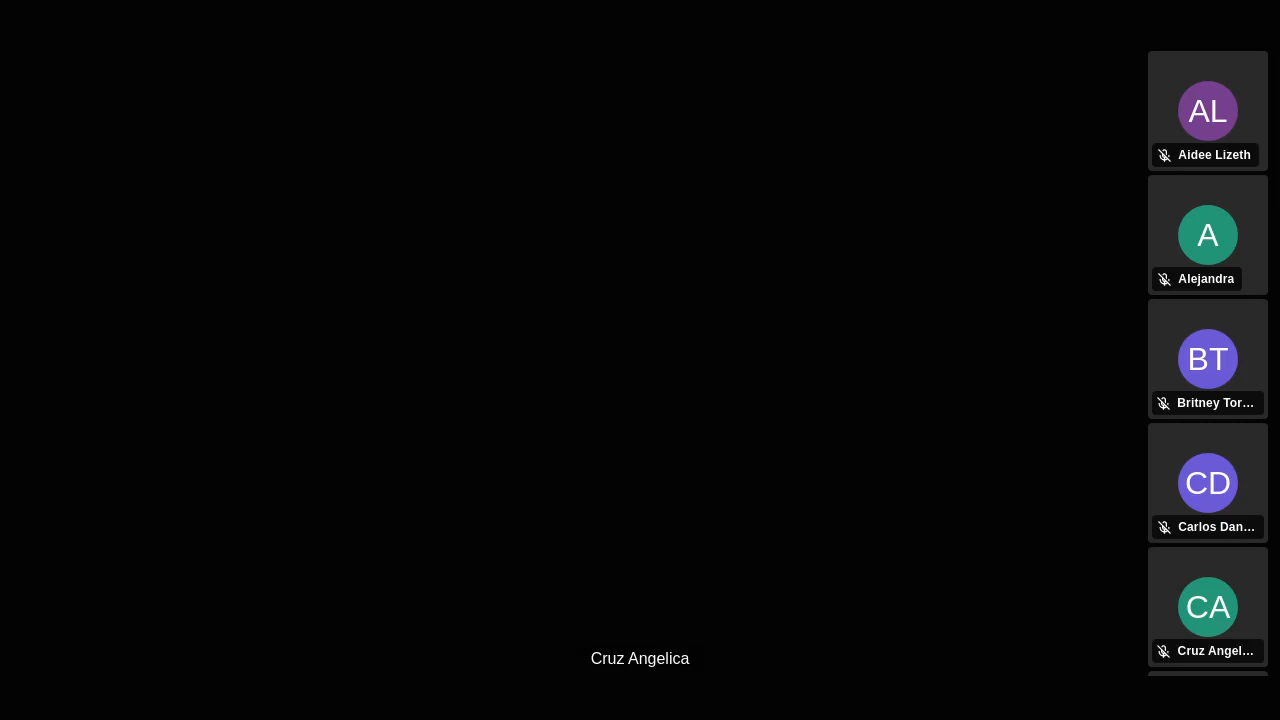 AL
Aidee Lizeth
A
Alejandra
BT
Britney Tor...
CD
Carlos Dan...
CA
Cruz Angel...
Cruz Angelica